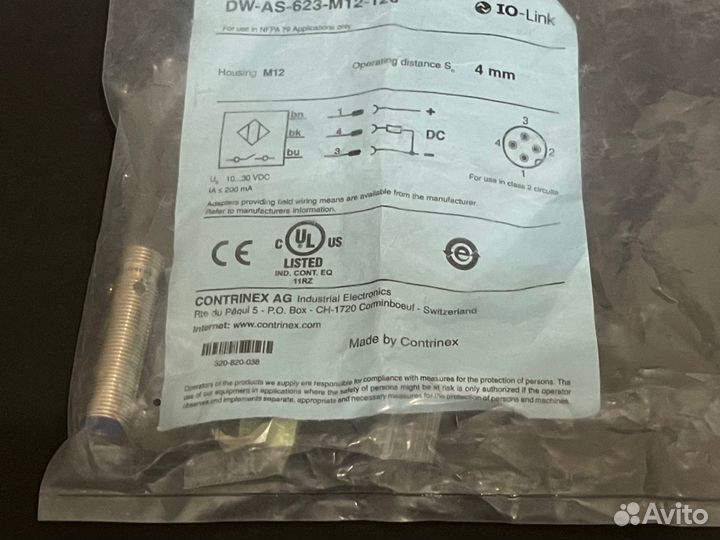 DW-AS-623-M12-120
IO-Link
For use in NFPA 79 Applications only
Housing M12
Operating distance Sn 4 mm
bn
bk
bu
1
4
3
+
DC
−
3
4
2
1
UB 10...30 VDC
IA ≤ 200 mA
For use in class 2 circuits
Adapters providing field wiring means are available from the manufacturer.
Refer to manufacturers information.
CE
C UL US
LISTED
IND. CONT. EQ
11RZ
CONTRINEX AG Industrial Electronics
Rte du Pâqui 5 - P.O. Box - CH-1720 Corminboeuf - Switzerland
Internet: www.contrinex.com
Made by Contrinex
320-820-038
Operators of the products we supply are responsible for compliance with measures for the protection of persons. The
use of our equipment in applications where the safety of persons might be at risk is only authorized if the operator
observes and implements separate, appropriate and necessary measures for the protection of persons and machines.
Avito